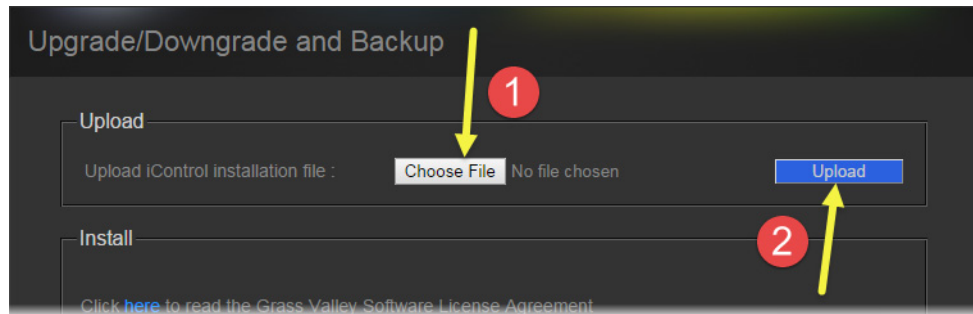 Upgrade/Downgrade and Backup
1
Upload
Upload iControl installation file :
Choose File No file chosen
Upload
2
Install
Click here to read the Grass Valley Software License Agreement